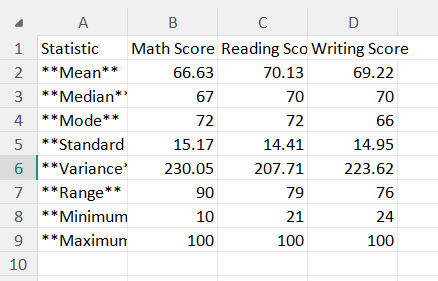 A B C D
1 Statistic Math Score Reading Sco Writing Score
2 **Mean** 66.63 70.13 69.22
3 **Median** 67 70 70
4 **Mode** 72 72 66
5 **Standard 15.17 14.41 14.95
6 **Variance* 230.05 207.71 223.62
7 **Range** 90 79 76
8 **Minimum 10 21 24
9 **Maximum 100 100 100
10